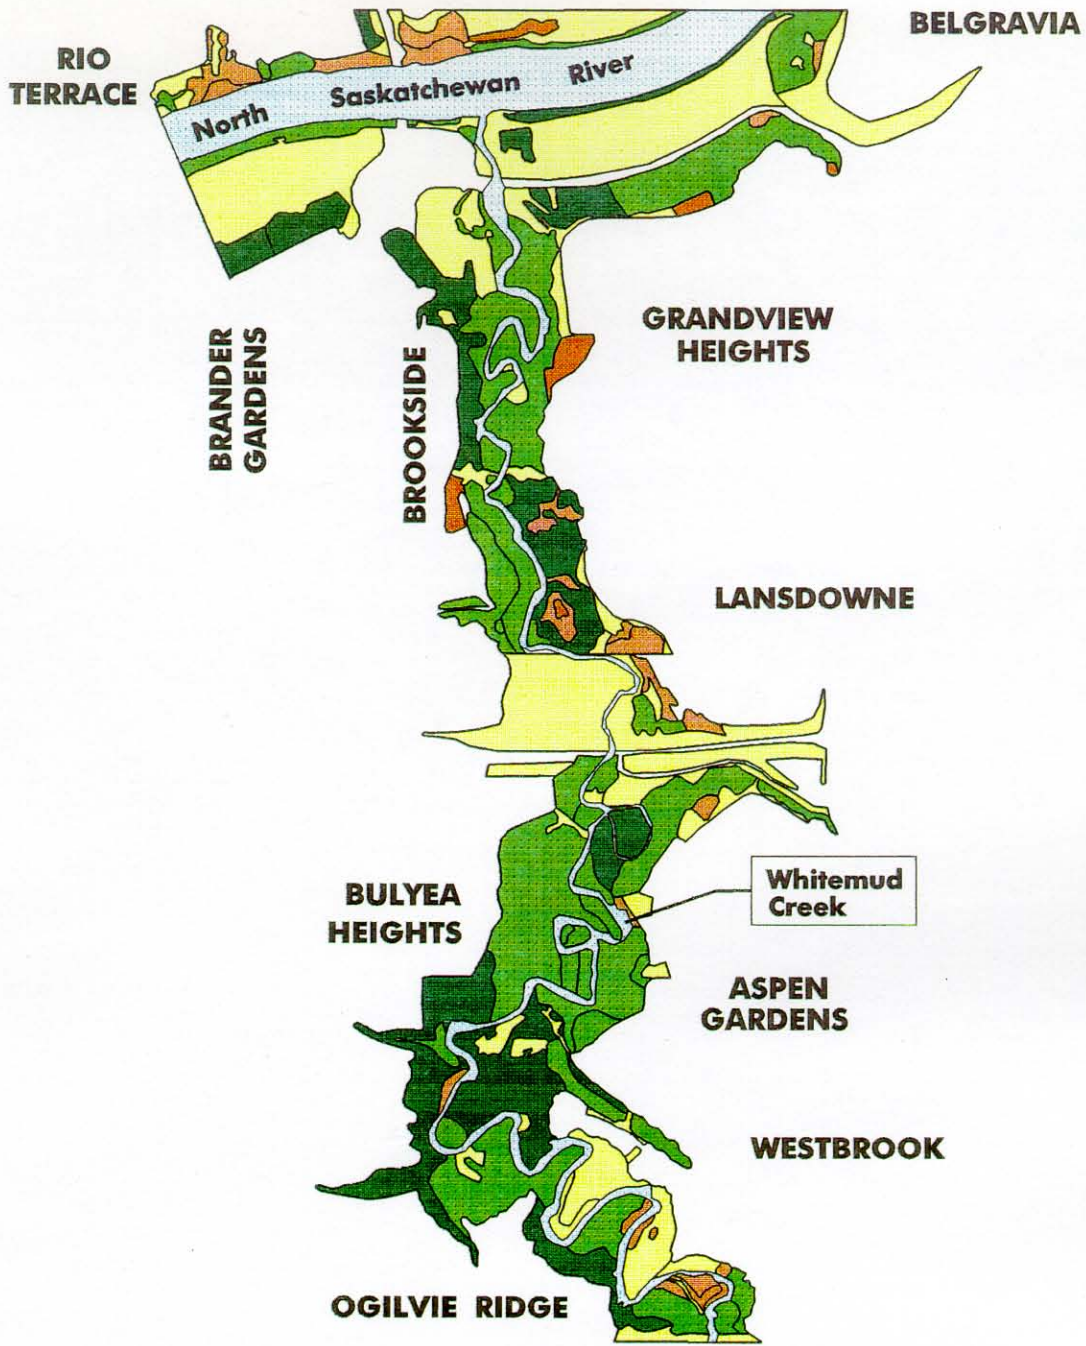 BELGRAVIA
RIO
TERRACE
North Saskatchewan River
GRANDVIEW
HEIGHTS
BRANDER
GARDENS
BROOKSIDE
LANSDOWNE
Whitemud
Creek
BULYEA
HEIGHTS
ASPEN
GARDENS
WESTBROOK
OGILVIE RIDGE